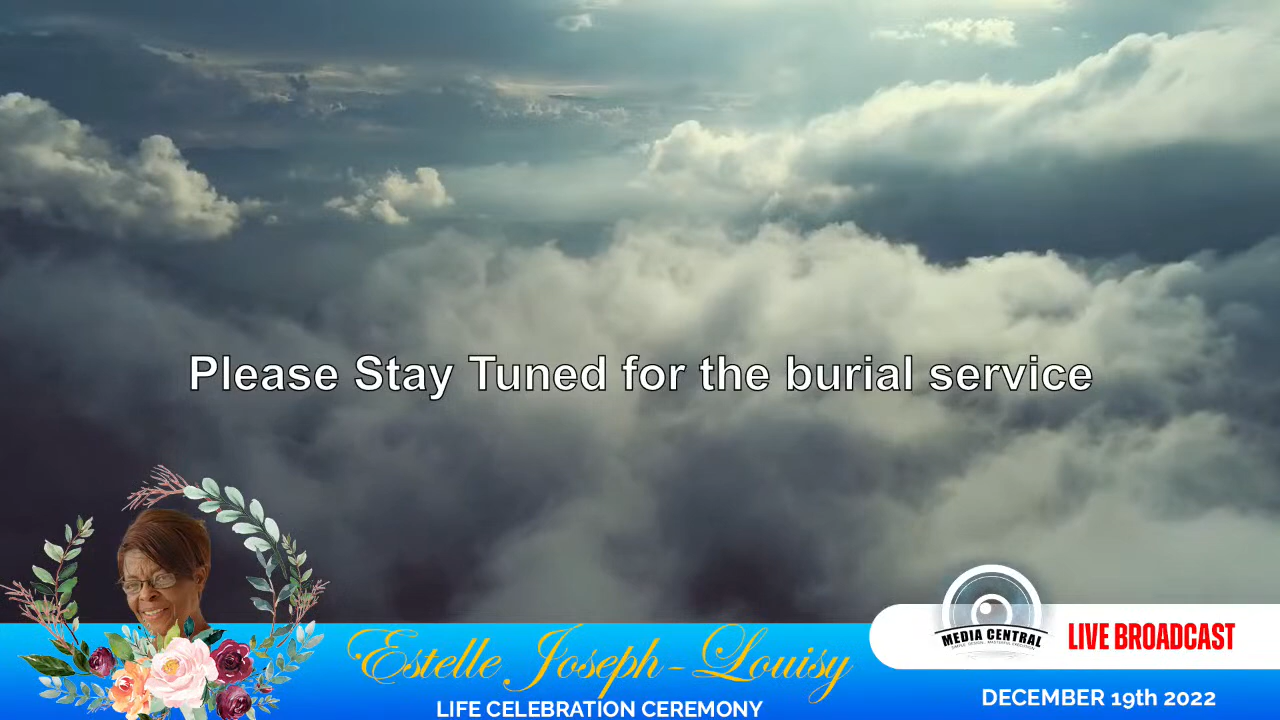 Please Stay Tuned for the burial service
Estelle Joseph-Louisy
LIFE CELEBRATION CEREMONY
MEDIA CENTRAL
LIVE BROADCAST
DECEMBER 19th 2022